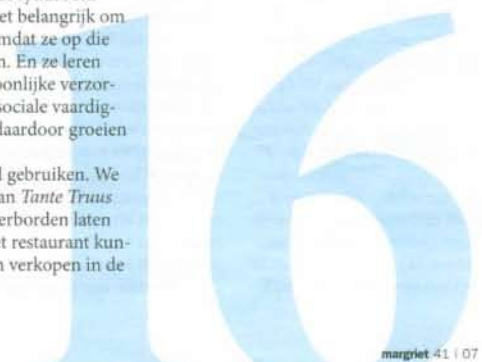 et belangrijk om
mdat ze op die
n. En ze leren
oonlijke verzor-
sociale vaardig-
Daardoor groeien
l gebruiken. We
an Tante Truus
erborden laten
et restaurant kun-
n verkopen in de
16
margriet 41 | 07